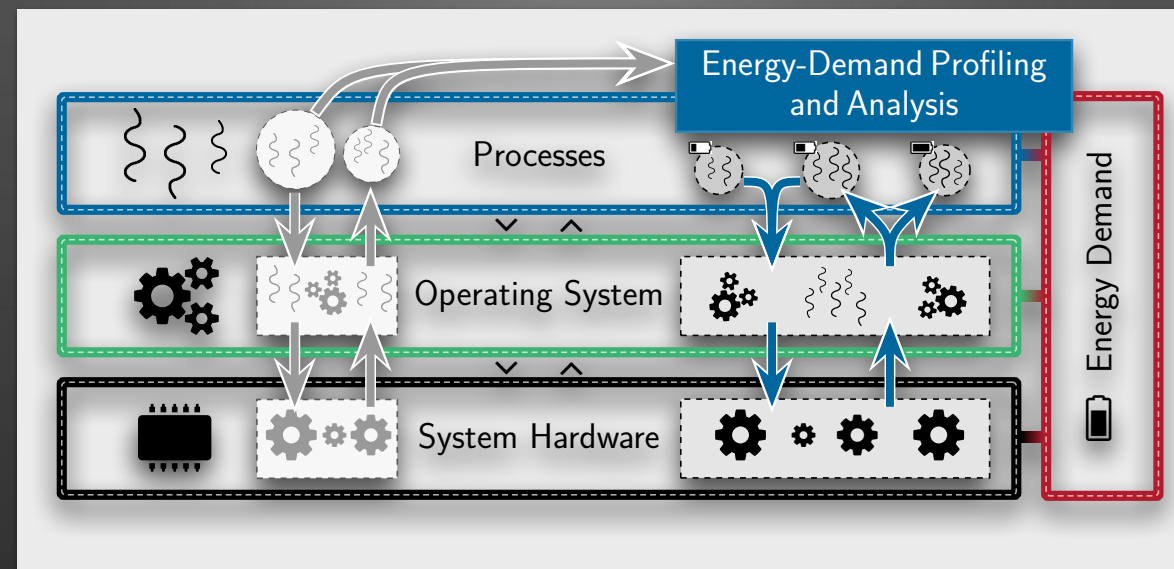 Energy-Demand Profiling
and Analysis
Processes
Operating System
System Hardware
Energy Demand